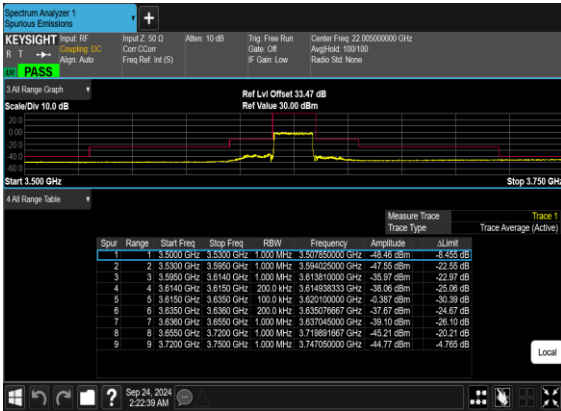 Spectrum Analyzer 1
Spurious Emissions
+
KEYSIGHT Input: RF Input Z: 50 Ω Atten: 10 dB Trig: Free Run Center Freq: 22.005000000 GHz
R T Coupling: DC Corr CCorr Gate: Off Avg|Hold: 100/100
Align: Auto Freq Ref: Int (S) IF Gain: Low Radio Std: None
PASS
3 All Range Graph
Ref Lvl Offset 33.47 dB
Scale/Div 10.0 dB Ref Value 30.00 dBm
20.0
0.00
-20.0
-40.0
-60.0
Start 3.500 GHz Stop 3.750 GHz
4 All Range Table
Measure Trace Trace 1
Trace Type Trace Average (Active)
Spur Range Start Freq Stop Freq RBW Frequency Amplitude ΔLimit
1 1 3.5000 GHz 3.5300 GHz 1.000 MHz 3.507850000 GHz -48.46 dBm -8.455 dB
2 2 3.5300 GHz 3.5950 GHz 1.000 MHz 3.594025000 GHz -47.55 dBm -22.55 dB
3 3 3.5950 GHz 3.6140 GHz 1.000 MHz 3.613810000 GHz -35.97 dBm -22.97 dB
4 4 3.6140 GHz 3.6150 GHz 200.0 kHz 3.614938333 GHz -38.06 dBm -25.06 dB
5 5 3.6150 GHz 3.6350 GHz 100.0 kHz 3.620100000 GHz -0.387 dBm -30.39 dB
6 6 3.6350 GHz 3.6360 GHz 200.0 kHz 3.635076667 GHz -37.67 dBm -24.67 dB
7 7 3.6360 GHz 3.6550 GHz 1.000 MHz 3.637045000 GHz -39.10 dBm -26.10 dB
8 8 3.6550 GHz 3.7200 GHz 1.000 MHz 3.719891667 GHz -45.21 dBm -20.21 dB
9 9 3.7200 GHz 3.7500 GHz 1.000 MHz 3.747050000 GHz -44.77 dBm -4.765 dB
Local
? Sep 24, 2024
2:22:39 AM